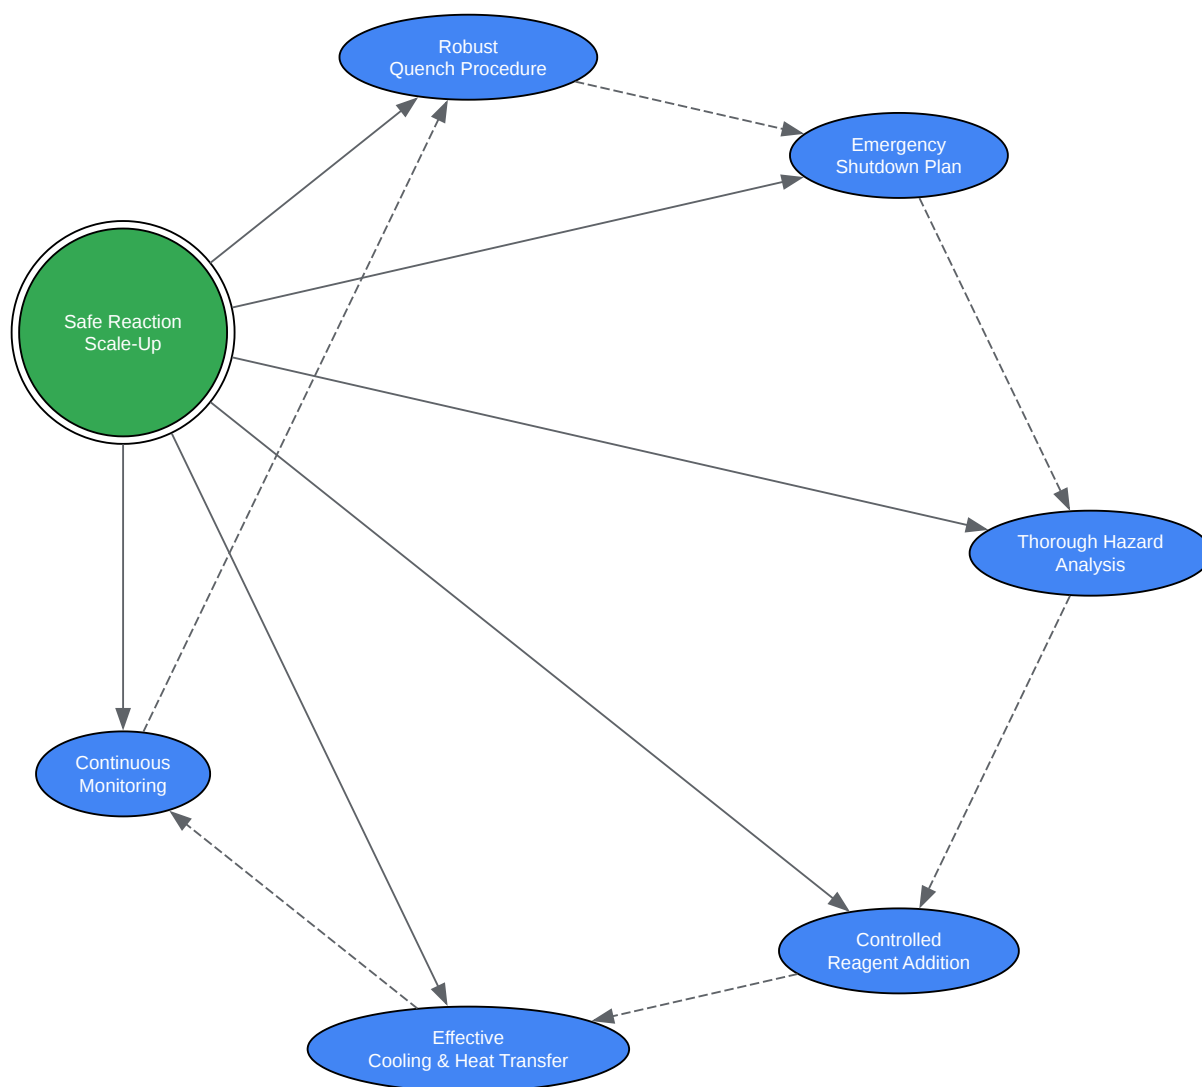 Robust
Quench Procedure
Emergency
Shutdown Plan
Safe Reaction
Scale-Up
Thorough Hazard
Analysis
Continuous
Monitoring
Controlled
Reagent Addition
Effective
Cooling & Heat Transfer